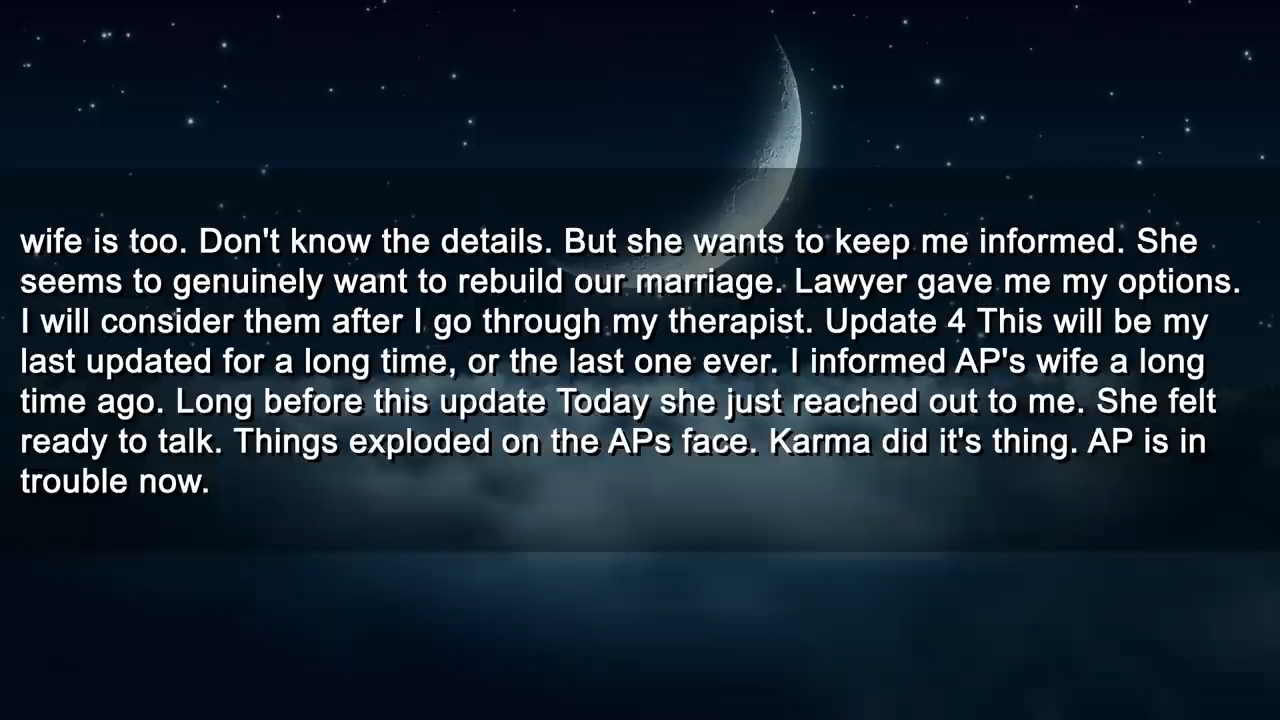 wife is too. Don't know the details. But she wants to keep me informed. She
seems to genuinely want to rebuild our marriage. Lawyer gave me my options.
I will consider them after I go through my therapist. Update 4 This will be my
last updated for a long time, or the last one ever. I informed AP's wife a long
time ago. Long before this update Today she just reached out to me. She felt
ready to talk. Things exploded on the APs face. Karma did it's thing. AP is in
trouble now.